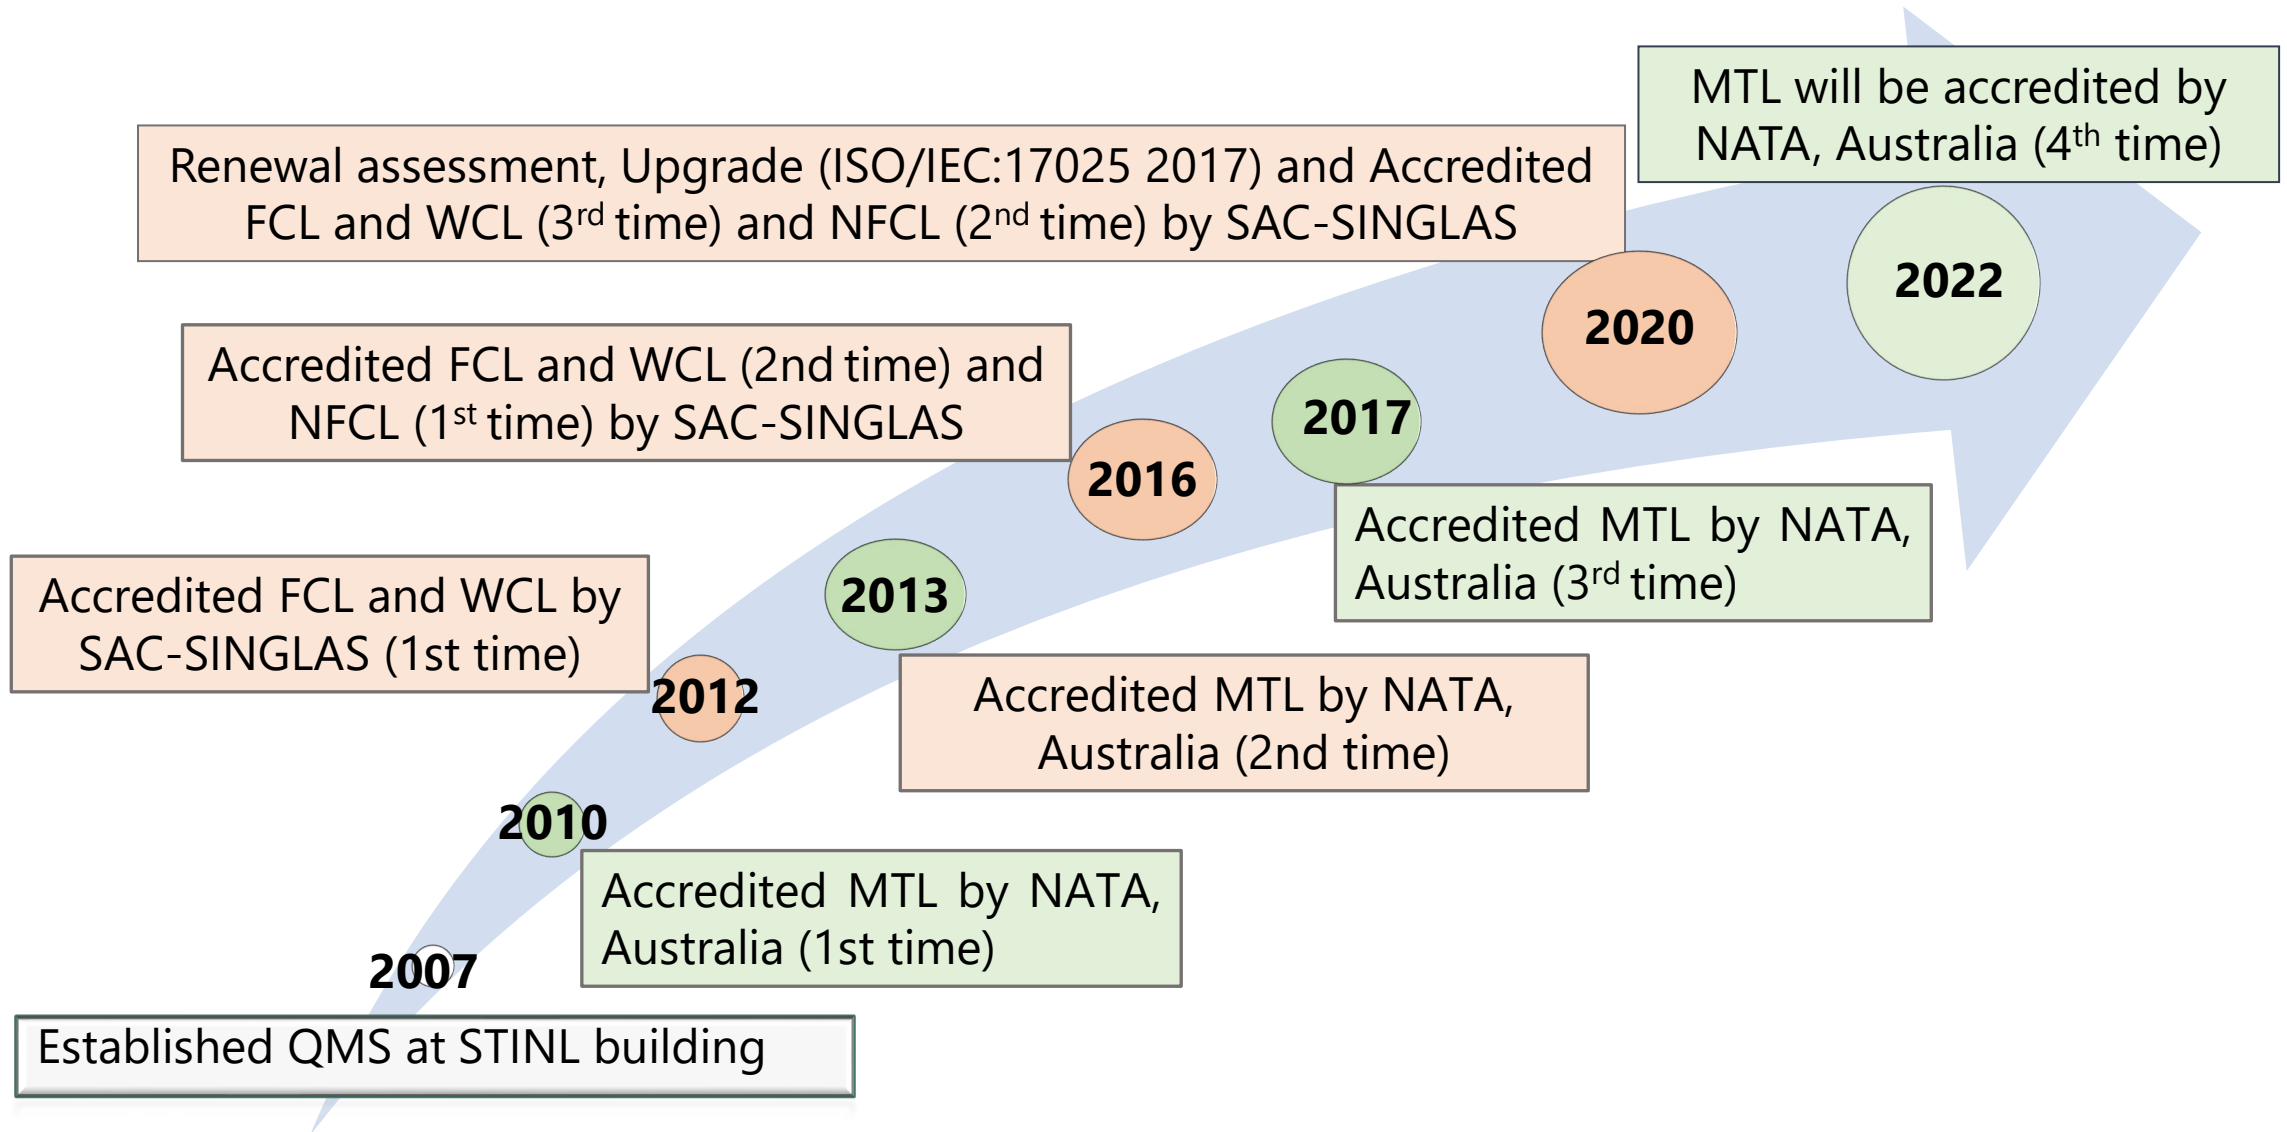 MTL will be accredited by
NATA, Australia (4th time)
2022
Renewal assessment, Upgrade (ISO/IEC:17025 2017) and Accredited
FCL and WCL (3rd time) and NFCL (2nd time) by SAC-SINGLAS
2020
Accredited FCL and WCL (2nd time) and
NFCL (1st time) by SAC-SINGLAS
2016
2017
Accredited MTL by NATA,
Australia (3rd time)
Accredited FCL and WCL by
SAC-SINGLAS (1st time)
2012
2013
Accredited MTL by NATA,
Australia (2nd time)
2010
Accredited MTL by NATA,
Australia (1st time)
2007
Established QMS at STINL building